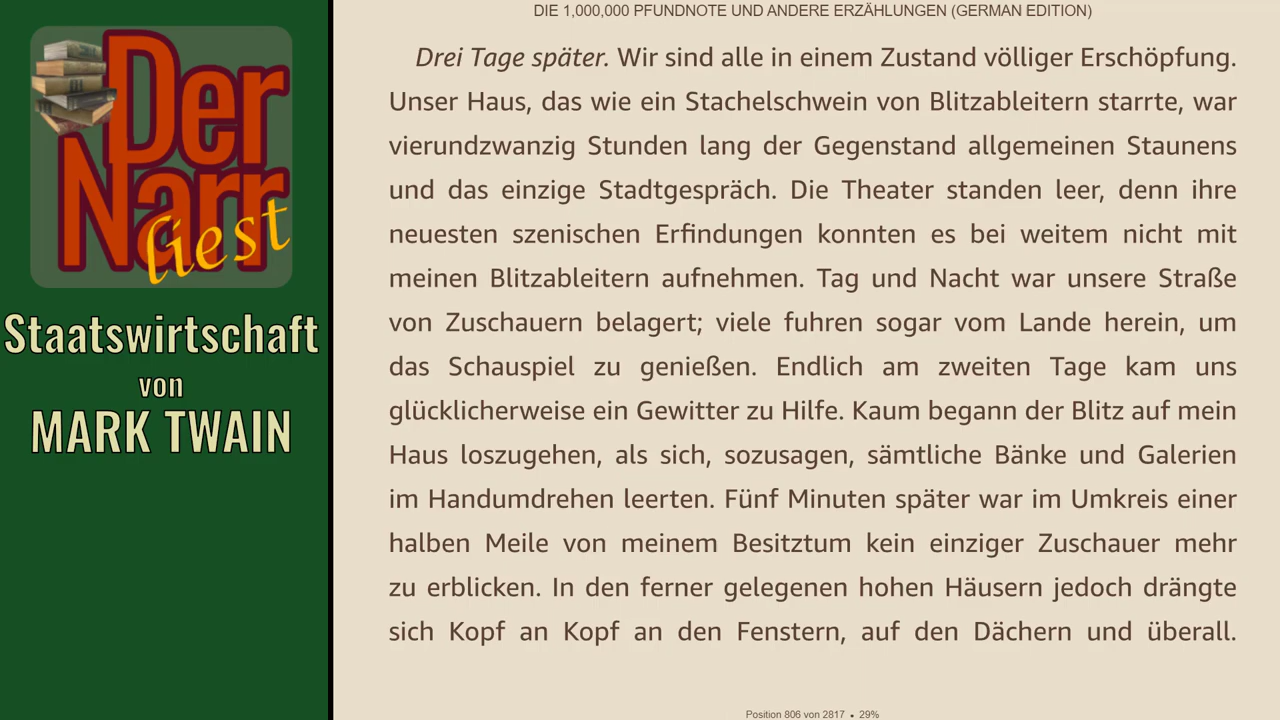 Der
Narr
liest
Staatswirtschaft
von
MARK TWAIN
DIE 1,000,000 PFUNDNOTE UND ANDERE ERZÄHLUNGEN (GERMAN EDITION)
Drei Tage später. Wir sind alle in einem Zustand völliger Erschöpfung.
Unser Haus, das wie ein Stachelschwein von Blitzableitern starrte, war
vierundzwanzig Stunden lang der Gegenstand allgemeinen Staunens
und das einzige Stadtgespräch. Die Theater standen leer, denn ihre
neuesten szenischen Erfindungen konnten es bei weitem nicht mit
meinen Blitzableitern aufnehmen. Tag und Nacht war unsere Straße
von Zuschauern belagert; viele fuhren sogar vom Lande herein, um
das Schauspiel zu genießen. Endlich am zweiten Tage kam uns
glücklicherweise ein Gewitter zu Hilfe. Kaum begann der Blitz auf mein
Haus loszugehen, als sich, sozusagen, sämtliche Bänke und Galerien
im Handumdrehen leerten. Fünf Minuten später war im Umkreis einer
halben Meile von meinem Besitztum kein einziger Zuschauer mehr
zu erblicken. In den ferner gelegenen hohen Häusern jedoch drängte
sich Kopf an Kopf an den Fenstern, auf den Dächern und überall.
Position 806 von 2817 • 29%